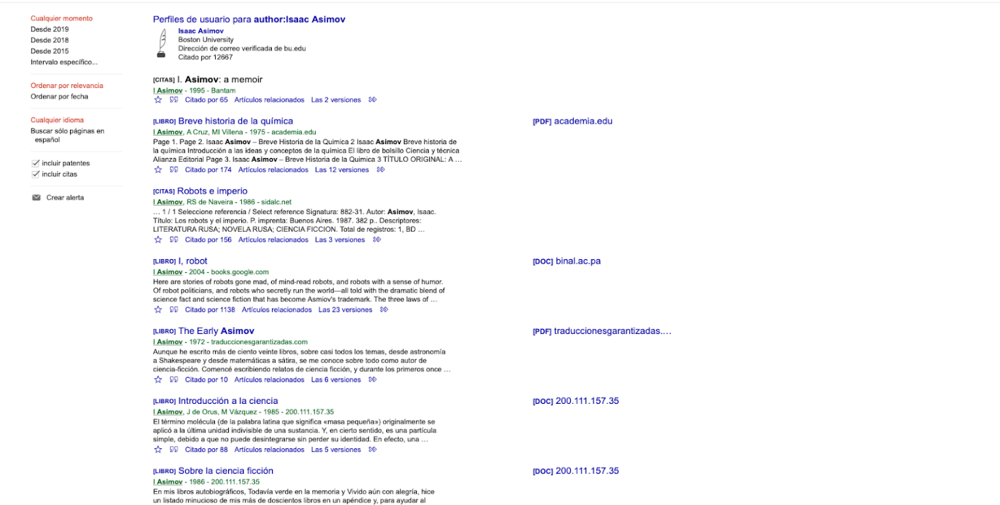 Cualquier momento
Desde 2019
Desde 2018
Desde 2015
Intervalo específico...
Ordenar por relevancia
Ordenar por fecha
Cualquier idioma
Buscar sólo páginas en
español
incluir patentes
incluir citas
Crear alerta
Perfiles de usuario para author:Isaac Asimov
Isaac Asimov
Boston University
Dirección de correo verificada de bu.edu
Citado por 12667
[CITAS] I. Asimov: a memoir
I Asimov - 1995 - Bantam
Citado por 65 Artículos relacionados Las 2 versiones
[LIBRO] Breve historia de la química
[PDF] academia.edu
I Asimov, A Cruz, MI Villena - 1975 - academia.edu
Page 1. Page 2. Isaac Asimov – Breve Historia de la Quimica 2 Isaac Asimov Breve historia de
la química Introducción a las ideas y conceptos de la química El libro de bolsillo Ciencia y técnica
Alianza Editorial Page 3. Isaac Asimov – Breve Historia de la Quimica 3 TÍTULO ORIGINAL: A …
Citado por 174 Artículos relacionados Las 12 versiones
[CITAS] Robots e imperio
I Asimov, RS de Naveira - 1986 - sidalc.net
… 1 / 1 Seleccione referencia / Select reference Signatura: 882-31. Autor: Asimov, Isaac.
Título: Los robots y el imperio. P. imprenta: Buenos Aires. 1987. 382 p.. Descriptores:
LITERATURA RUSA; NOVELA RUSA; CIENCIA FICCION. Total de registros: 1, BD …
Citado por 156 Artículos relacionados Las 3 versiones
[LIBRO] I, robot
[DOC] binal.ac.pa
I Asimov - 2004 - books.google.com
Here are stories of robots gone mad, of mind-read robots, and robots with a sense of humor.
Of robot politicians, and robots who secretly run the world—all told with the dramatic blend of
science fact and science fiction that has become Asmiov's trademark. The three laws of …
Citado por 1138 Artículos relacionados Las 23 versiones
[LIBRO] The Early Asimov
[PDF] traduccionesgarantizadas.…
I Asimov - 1972 - traduccionesgarantizadas.com
Aunque he escrito más de ciento veinte libros, sobre casi todos los temas, desde astronomía
a Shakespeare y desde matemáticas a sátira, se me conoce sobre todo como autor de
ciencia-ficción. Comencé escribiendo relatos de ciencia ficción, y durante los primeros once …
Citado por 10 Artículos relacionados Las 6 versiones
[LIBRO] Introducción a la ciencia
[DOC] 200.111.157.35
I Asimov, J de Orus, M Vázquez - 1985 - 200.111.157.35
El término molécula (de la palabra latina que significa «masa pequeña») originalmente se
aplicó a la última unidad indivisible de una sustancia. Y, en cierto sentido, es una partícula
simple, debido a que no puede desintegrarse sin perder su identidad. En efecto, una …
Citado por 88 Artículos relacionados Las 5 versiones
[LIBRO] Sobre la ciencia ficción
[DOC] 200.111.157.35
I Asimov - 1986 - 200.111.157.35
En mis libros autobiográficos, Todavía verde en la memoria y Vivido aún con alegría, hice
un listado minucioso de mis más de doscientos libros en un apéndice y, para ayudar al